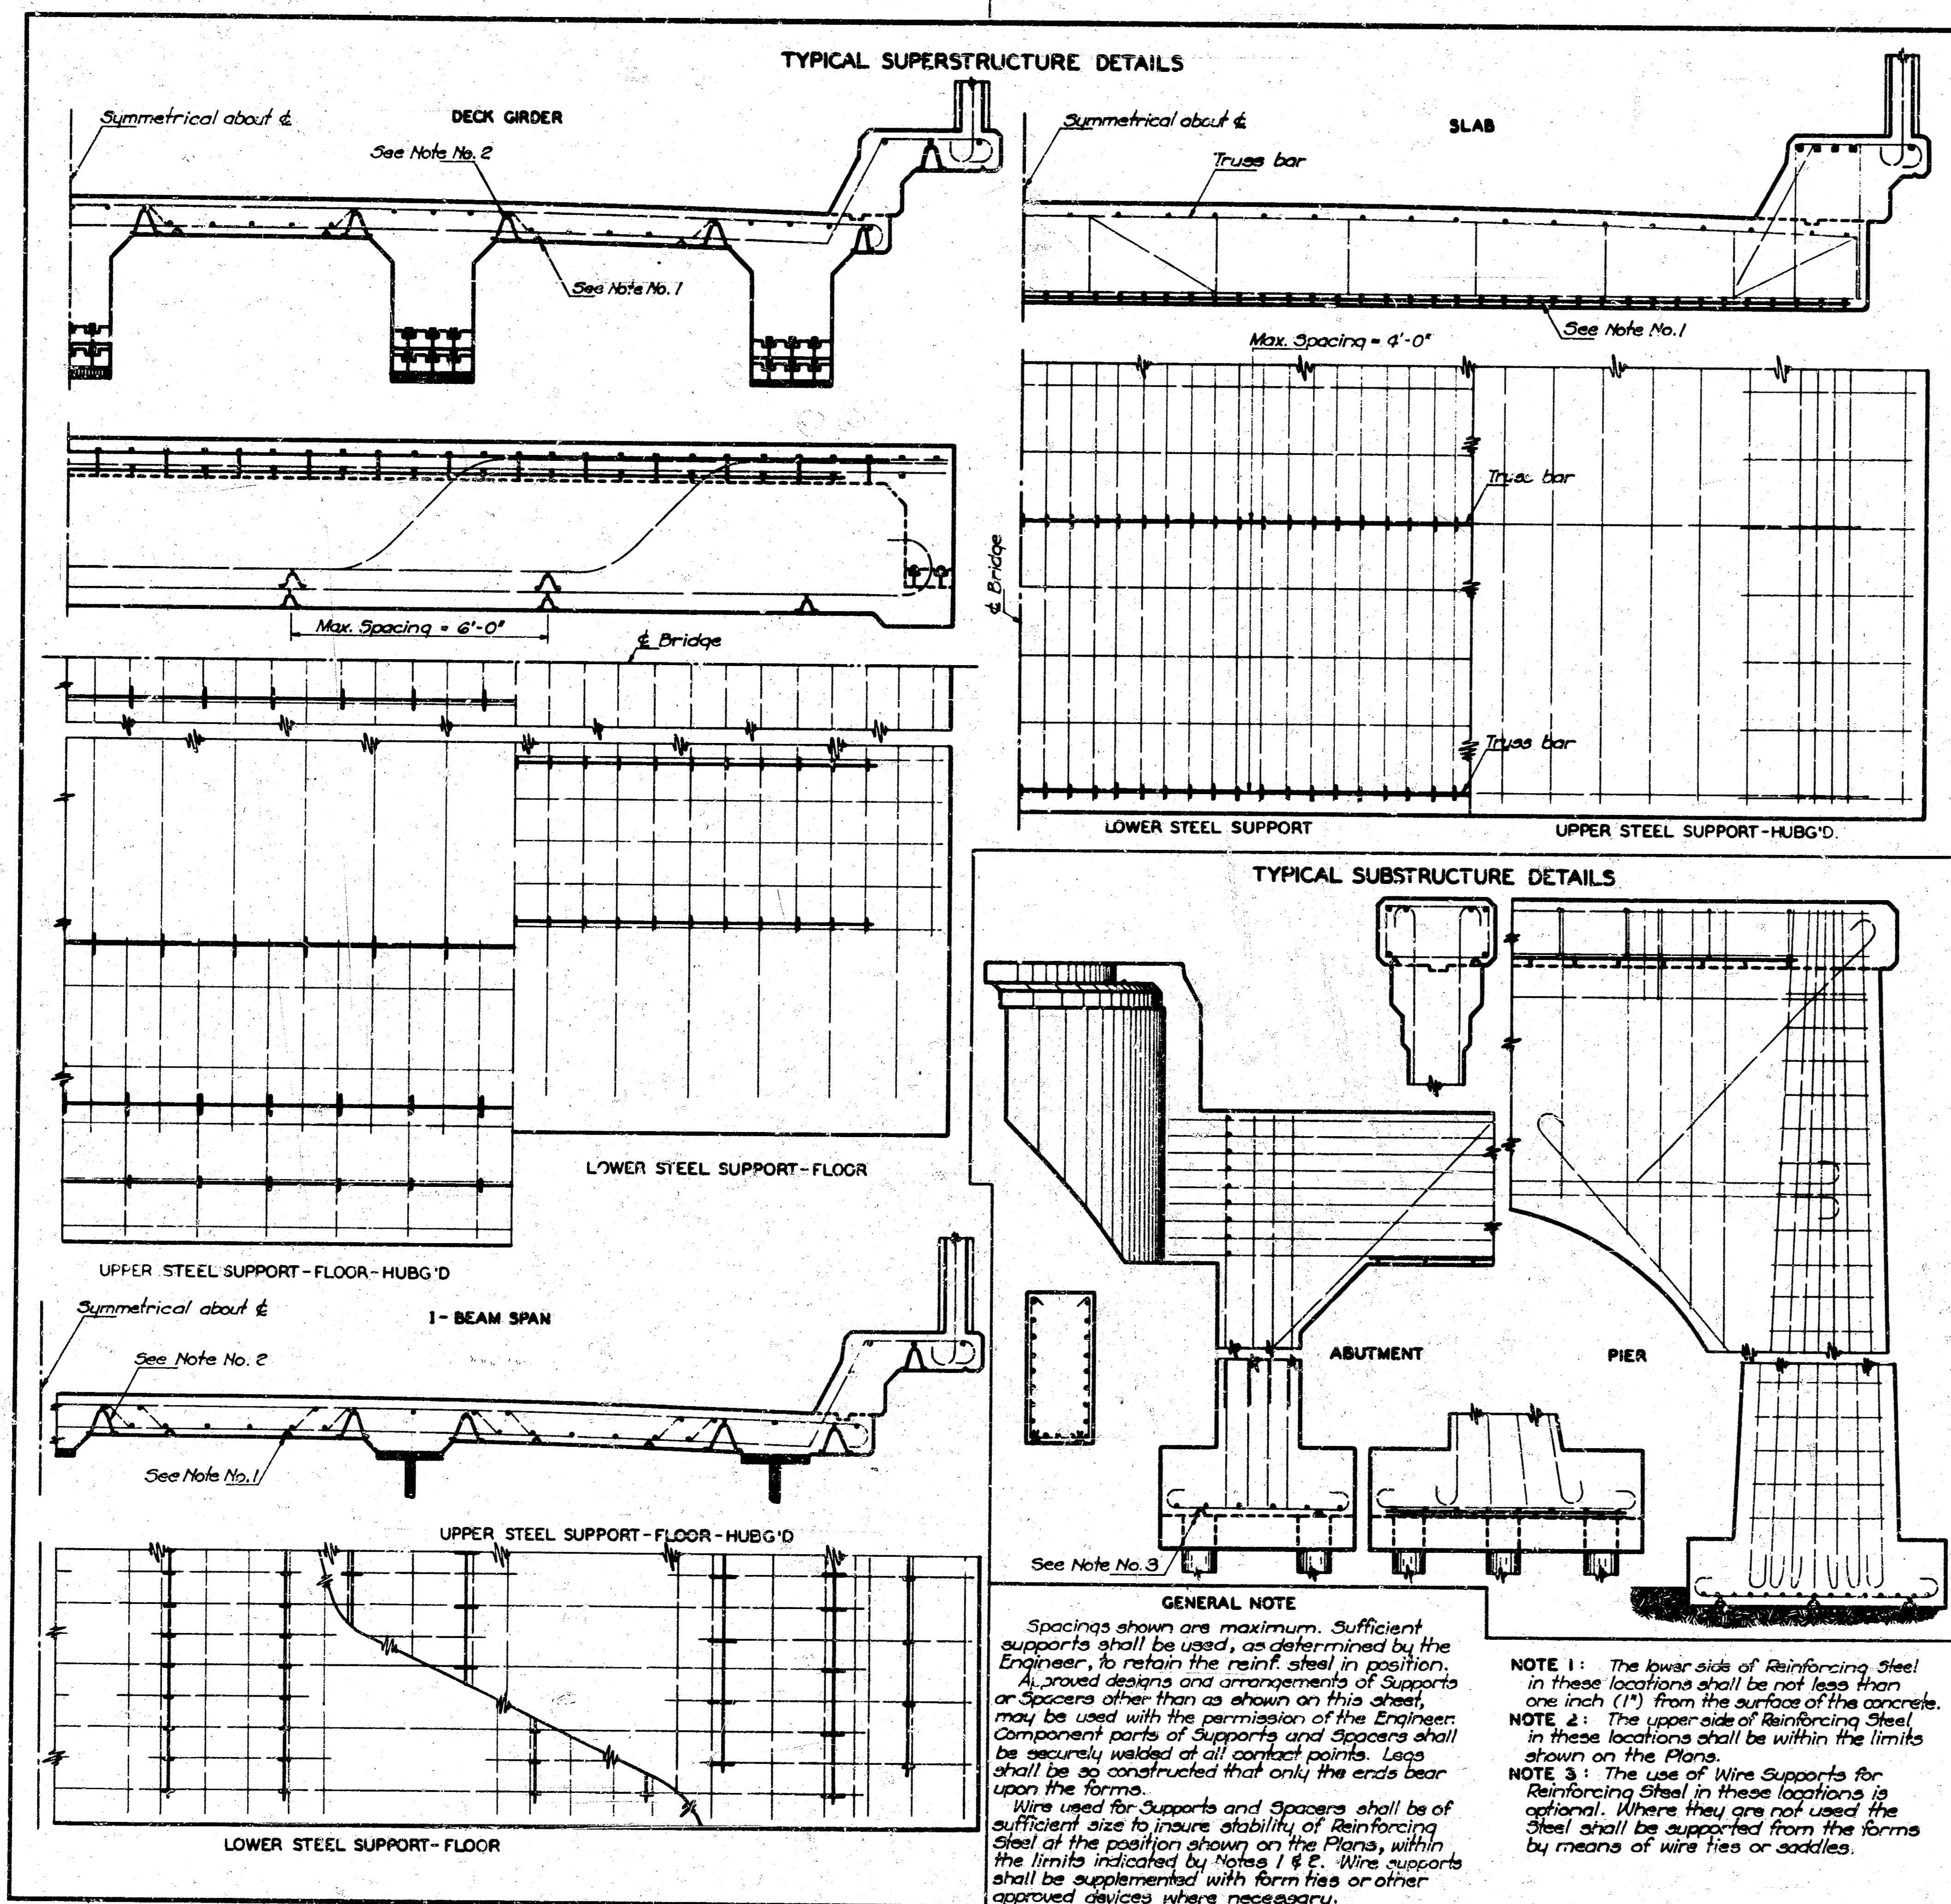 TYPICAL SUPERSTRUCTURE DETAILS
Symmetrical about ℄
DECK GIRDER
See Note No. 2
See Note No. 1
Max. Spacing = 6'-0"
℄ Bridge
LOWER STEEL SUPPORT-FLOOR
UPPER STEEL SUPPORT-FLOOR-HUBG'D
Symmetrical about ℄
SLAB
Truss bar
See Note No. 1
Max. Spacing = 4'-0"
Truss bar
℄ Bridge
Truss bar
LOWER STEEL SUPPORT
UPPER STEEL SUPPORT-HUBG'D.
Symmetrical about ℄
I-BEAM SPAN
See Note No. 2
See Note No. 1
UPPER STEEL SUPPORT-FLOOR-HUBG'D
LOWER STEEL SUPPORT-FLOOR
TYPICAL SUBSTRUCTURE DETAILS
ABUTMENT
PIER
See Note No. 3
GENERAL NOTE
Spacings shown are maximum. Sufficient
supports shall be used, as determined by the
Engineer, to retain the reinf. steel in position.
Approved designs and arrangements of Supports
or Spacers other than as shown on this sheet,
may be used with the permission of the Engineer.
Component parts of Supports and Spacers shall
be securely welded at all contact points. Legs
shall be so constructed that only the ends bear
upon the forms.
Wire used for Supports and Spacers shall be of
sufficient size to insure stability of Reinforcing
Steel at the position shown on the Plans, within
the limits indicated by Notes 1 & 2. Wire supports
shall be supplemented with form ties or other
approved devices where necessary.
NOTE 1: The lower side of Reinforcing Steel
in these locations shall be not less than
one inch (1") from the surface of the concrete.
NOTE 2: The upper side of Reinforcing Steel
in these locations shall be within the limits
shown on the Plans.
NOTE 3: The use of Wire Supports for
Reinforcing Steel in these locations is
optional. Where they are not used the
Steel shall be supported from the forms
by means of wire ties or saddles.